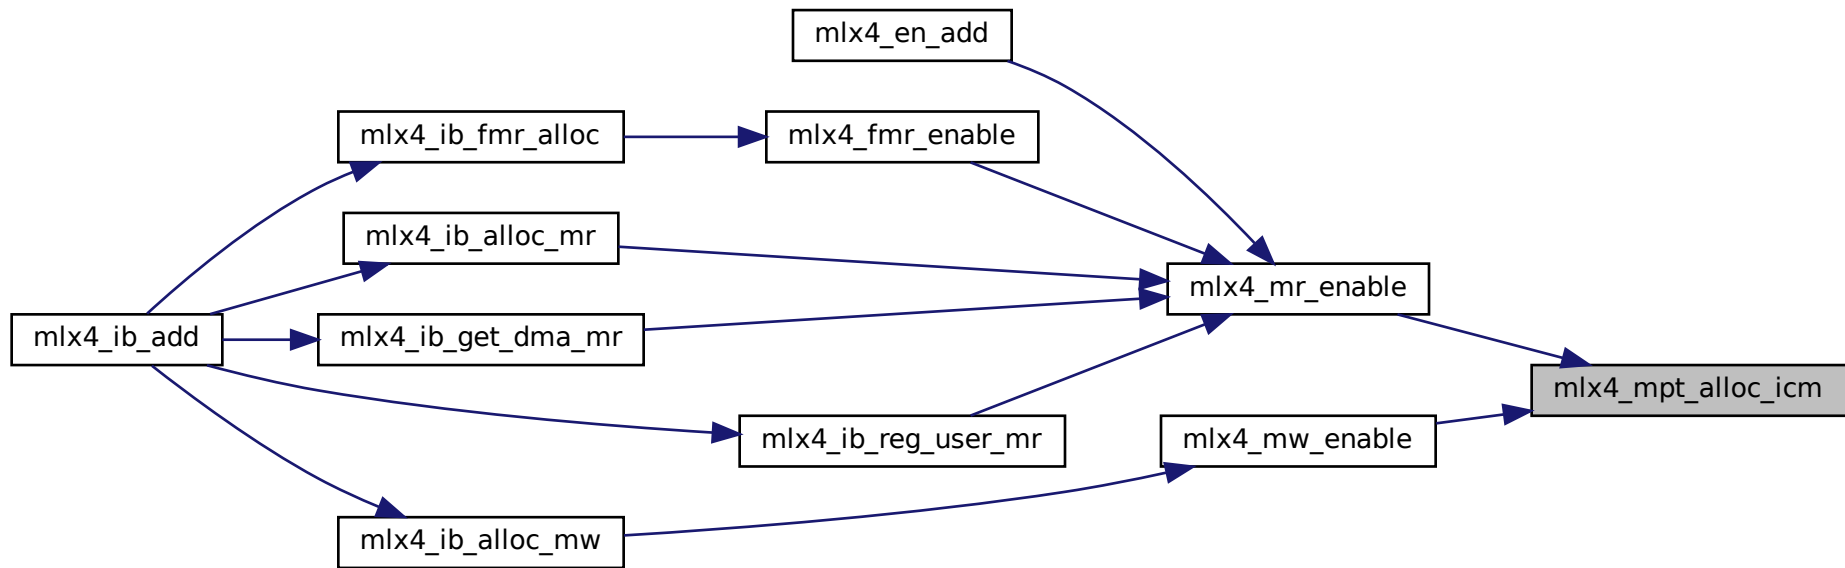 mlx4_en_add
mlx4_ib_fmr_alloc
mlx4_fmr_enable
mlx4_ib_alloc_mr
mlx4_mr_enable
mlx4_ib_add
mlx4_ib_get_dma_mr
mlx4_mpt_alloc_icm
mlx4_ib_reg_user_mr
mlx4_mw_enable
mlx4_ib_alloc_mw